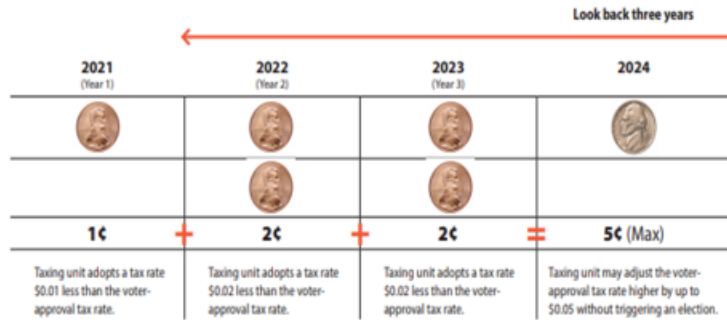 Look back three years
2021 2022 2023 2024
(Year 1) (Year 2) (Year 3)
1¢ + 2¢ + 2¢ = 5¢ (Max)
Taxing unit adopts a tax rate
$0.01 less than the voter-
approval tax rate.
Taxing unit adopts a tax rate
$0.02 less than the voter-
approval tax rate.
Taxing unit adopts a tax rate
$0.02 less than the voter-
approval tax rate.
Taxing unit may adjust the voter-
approval tax rate higher by up to
$0.05 without triggering an election.